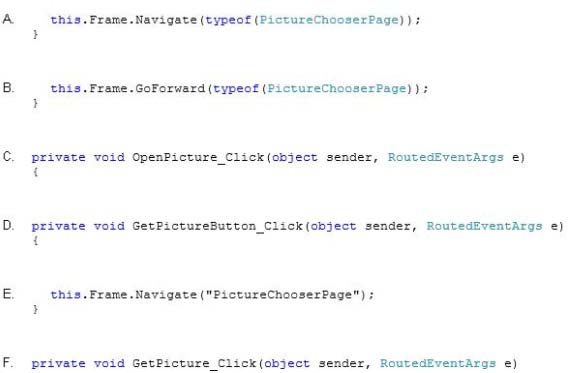 A. this.Frame.Navigate(typeof(PictureChooserPage));
}
B. this.Frame.GoForward(typeof(PictureChooserPage));
}
C. private void OpenPicture_Click(object sender, RoutedEventArgs e)
{
D. private void GetPictureButton_Click(object sender, RoutedEventArgs e)
{
E. this.Frame.Navigate("PictureChooserPage");
}
F. private void GetPicture_Click(object sender, RoutedEventArgs e)